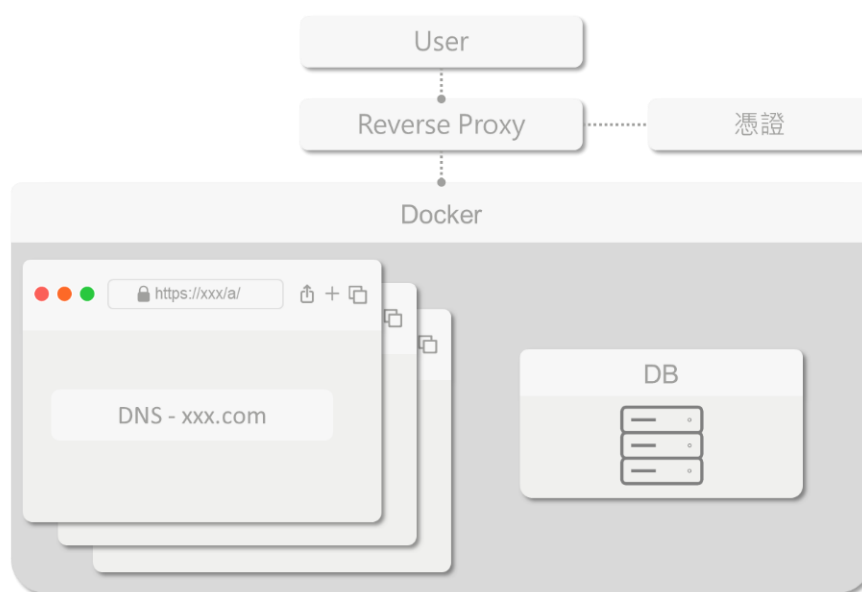 User
Reverse Proxy
憑證
Docker
https://xxx/a/
DNS - xxx.com
DB